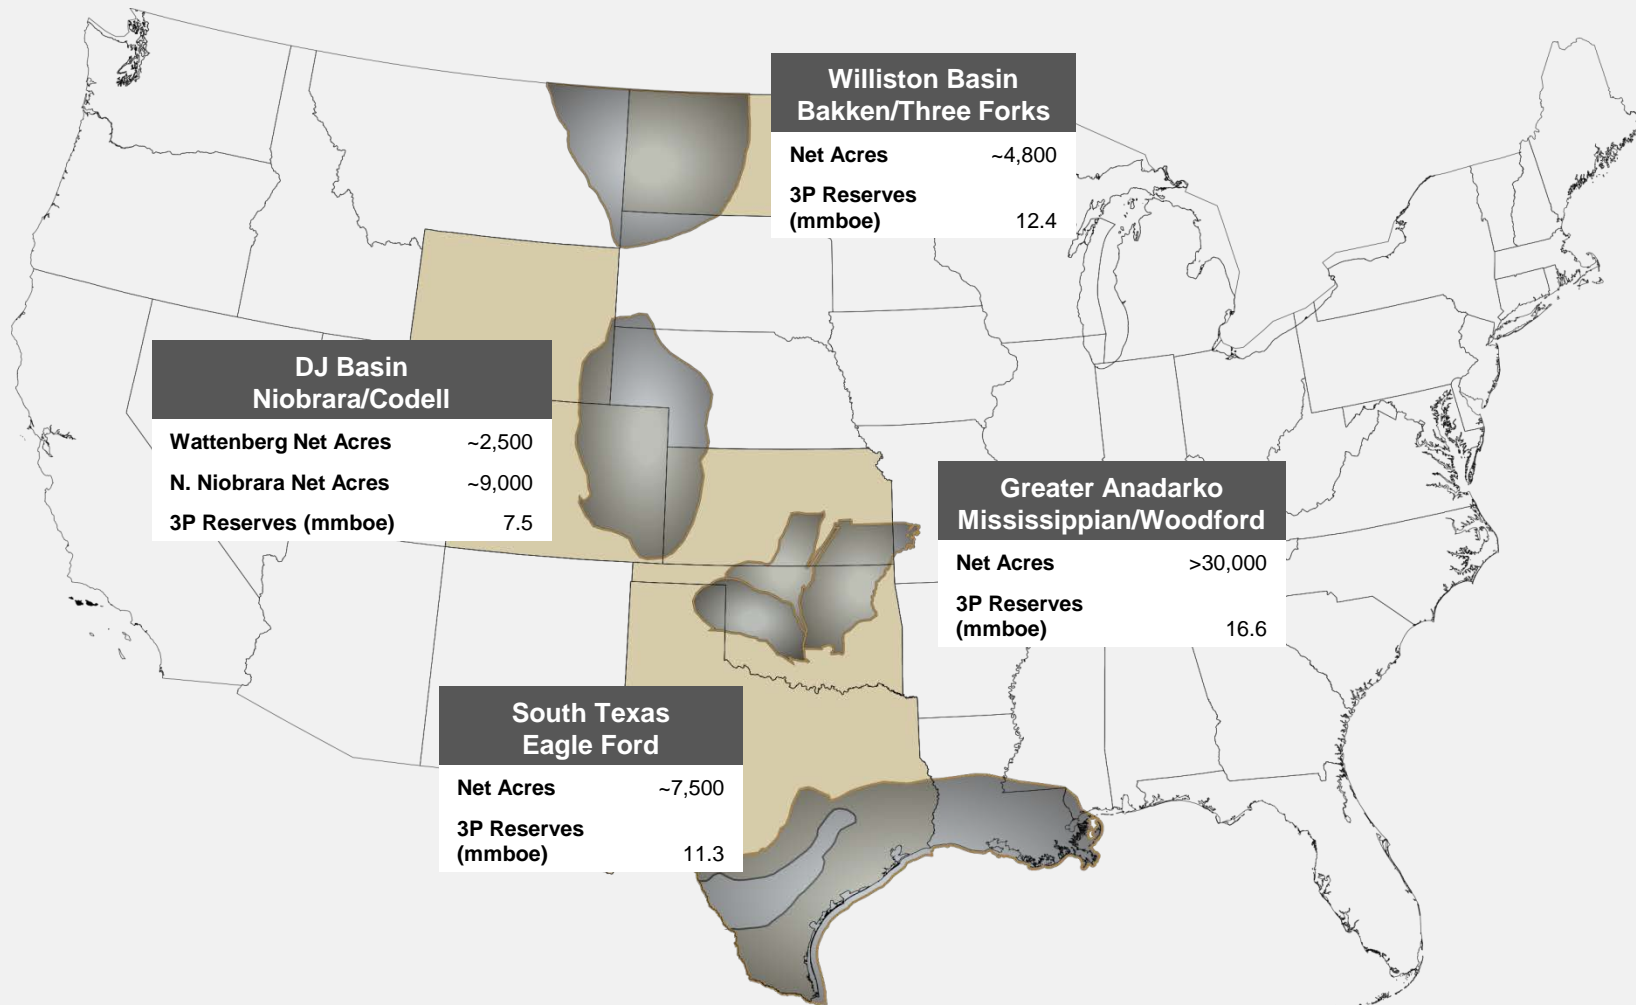 Williston Basin
Bakken/Three Forks
Net Acres ~4,800
3P Reserves
(mmboe) 12.4
DJ Basin
Niobrara/Codell
Wattenberg Net Acres ~2,500
N. Niobrara Net Acres ~9,000
3P Reserves (mmboe) 7.5
Greater Anadarko
Mississippian/Woodford
Net Acres >30,000
3P Reserves
(mmboe) 16.6
South Texas
Eagle Ford
Net Acres ~7,500
3P Reserves
(mmboe) 11.3